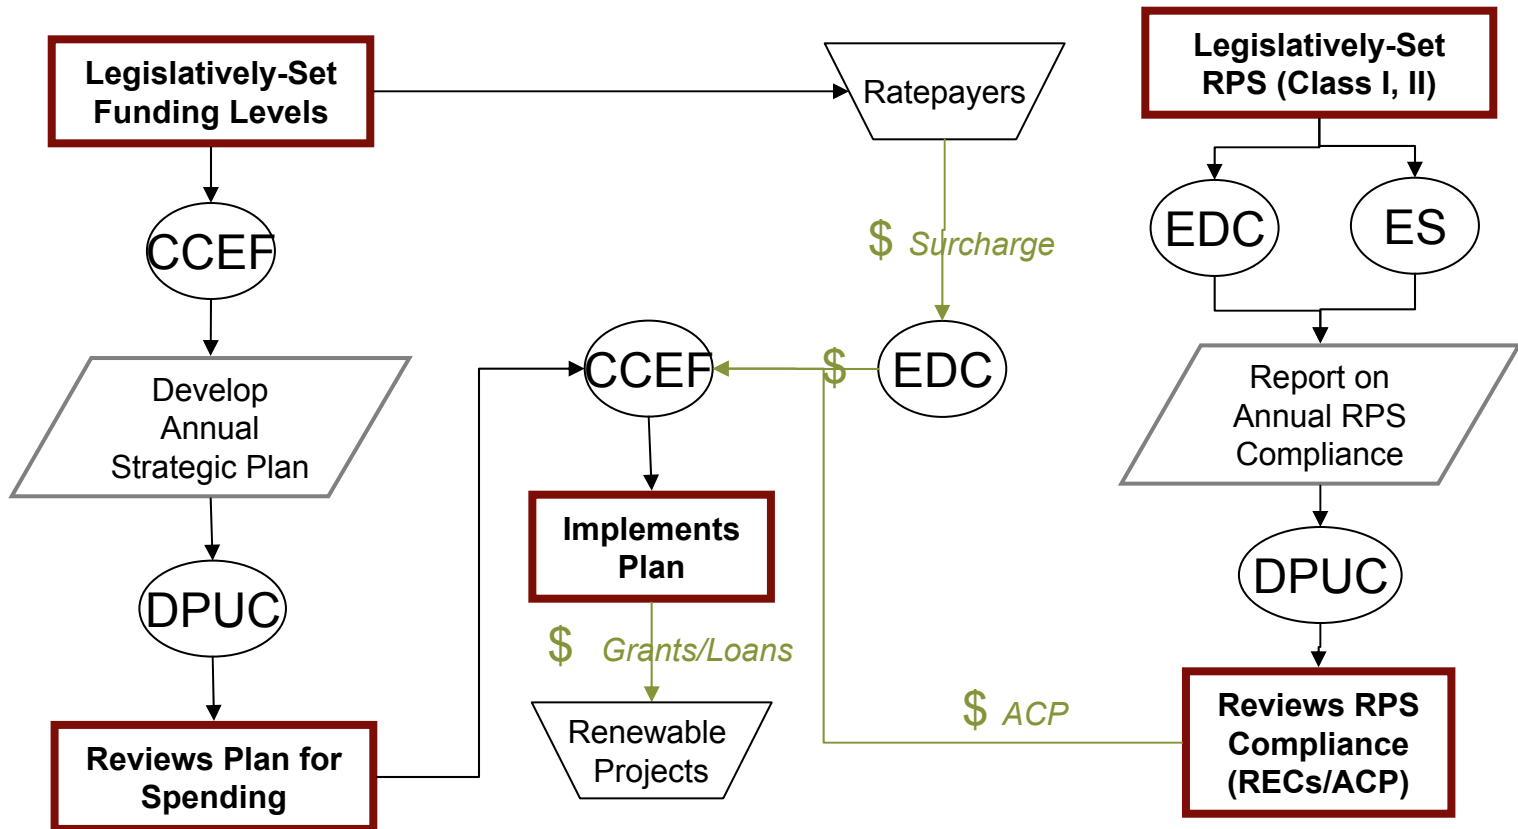 Legislatively-Set
Funding Levels
CCEF
Develop
Annual
Strategic Plan
DPUC
Reviews Plan for
Spending
Ratepayers
$ Surcharge
EDC
$
CCEF
Implements
Plan
$ Grants/Loans
Renewable
Projects
Legislatively-Set
RPS (Class I, II)
EDC
ES
Report on
Annual RPS
Compliance
DPUC
Reviews RPS
Compliance
(RECs/ACP)
$ ACP